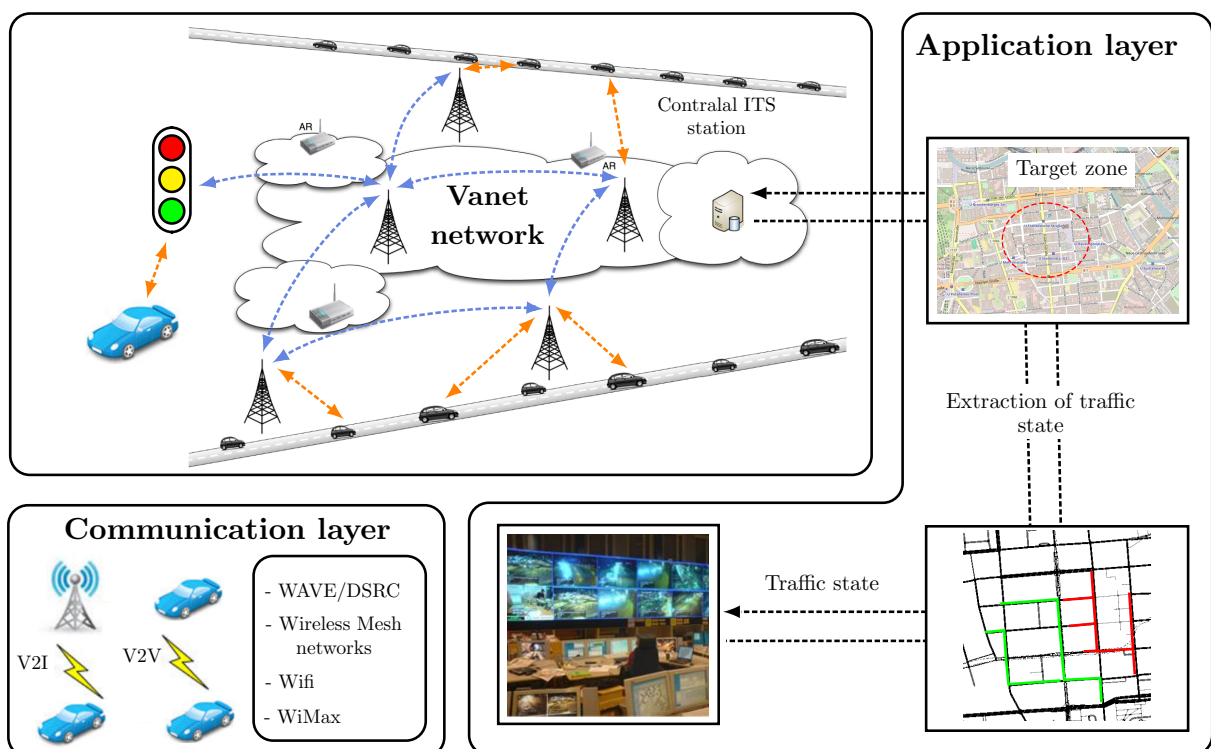 Application layer
Contralal ITS
station
AR
AR
Target zone
Vanet
network
Extraction of traffic
state
Communication layer
- WAVE/DSRC
- Wireless Mesh
networks
- Wifi
- WiMax
V2I
V2V
Traffic state